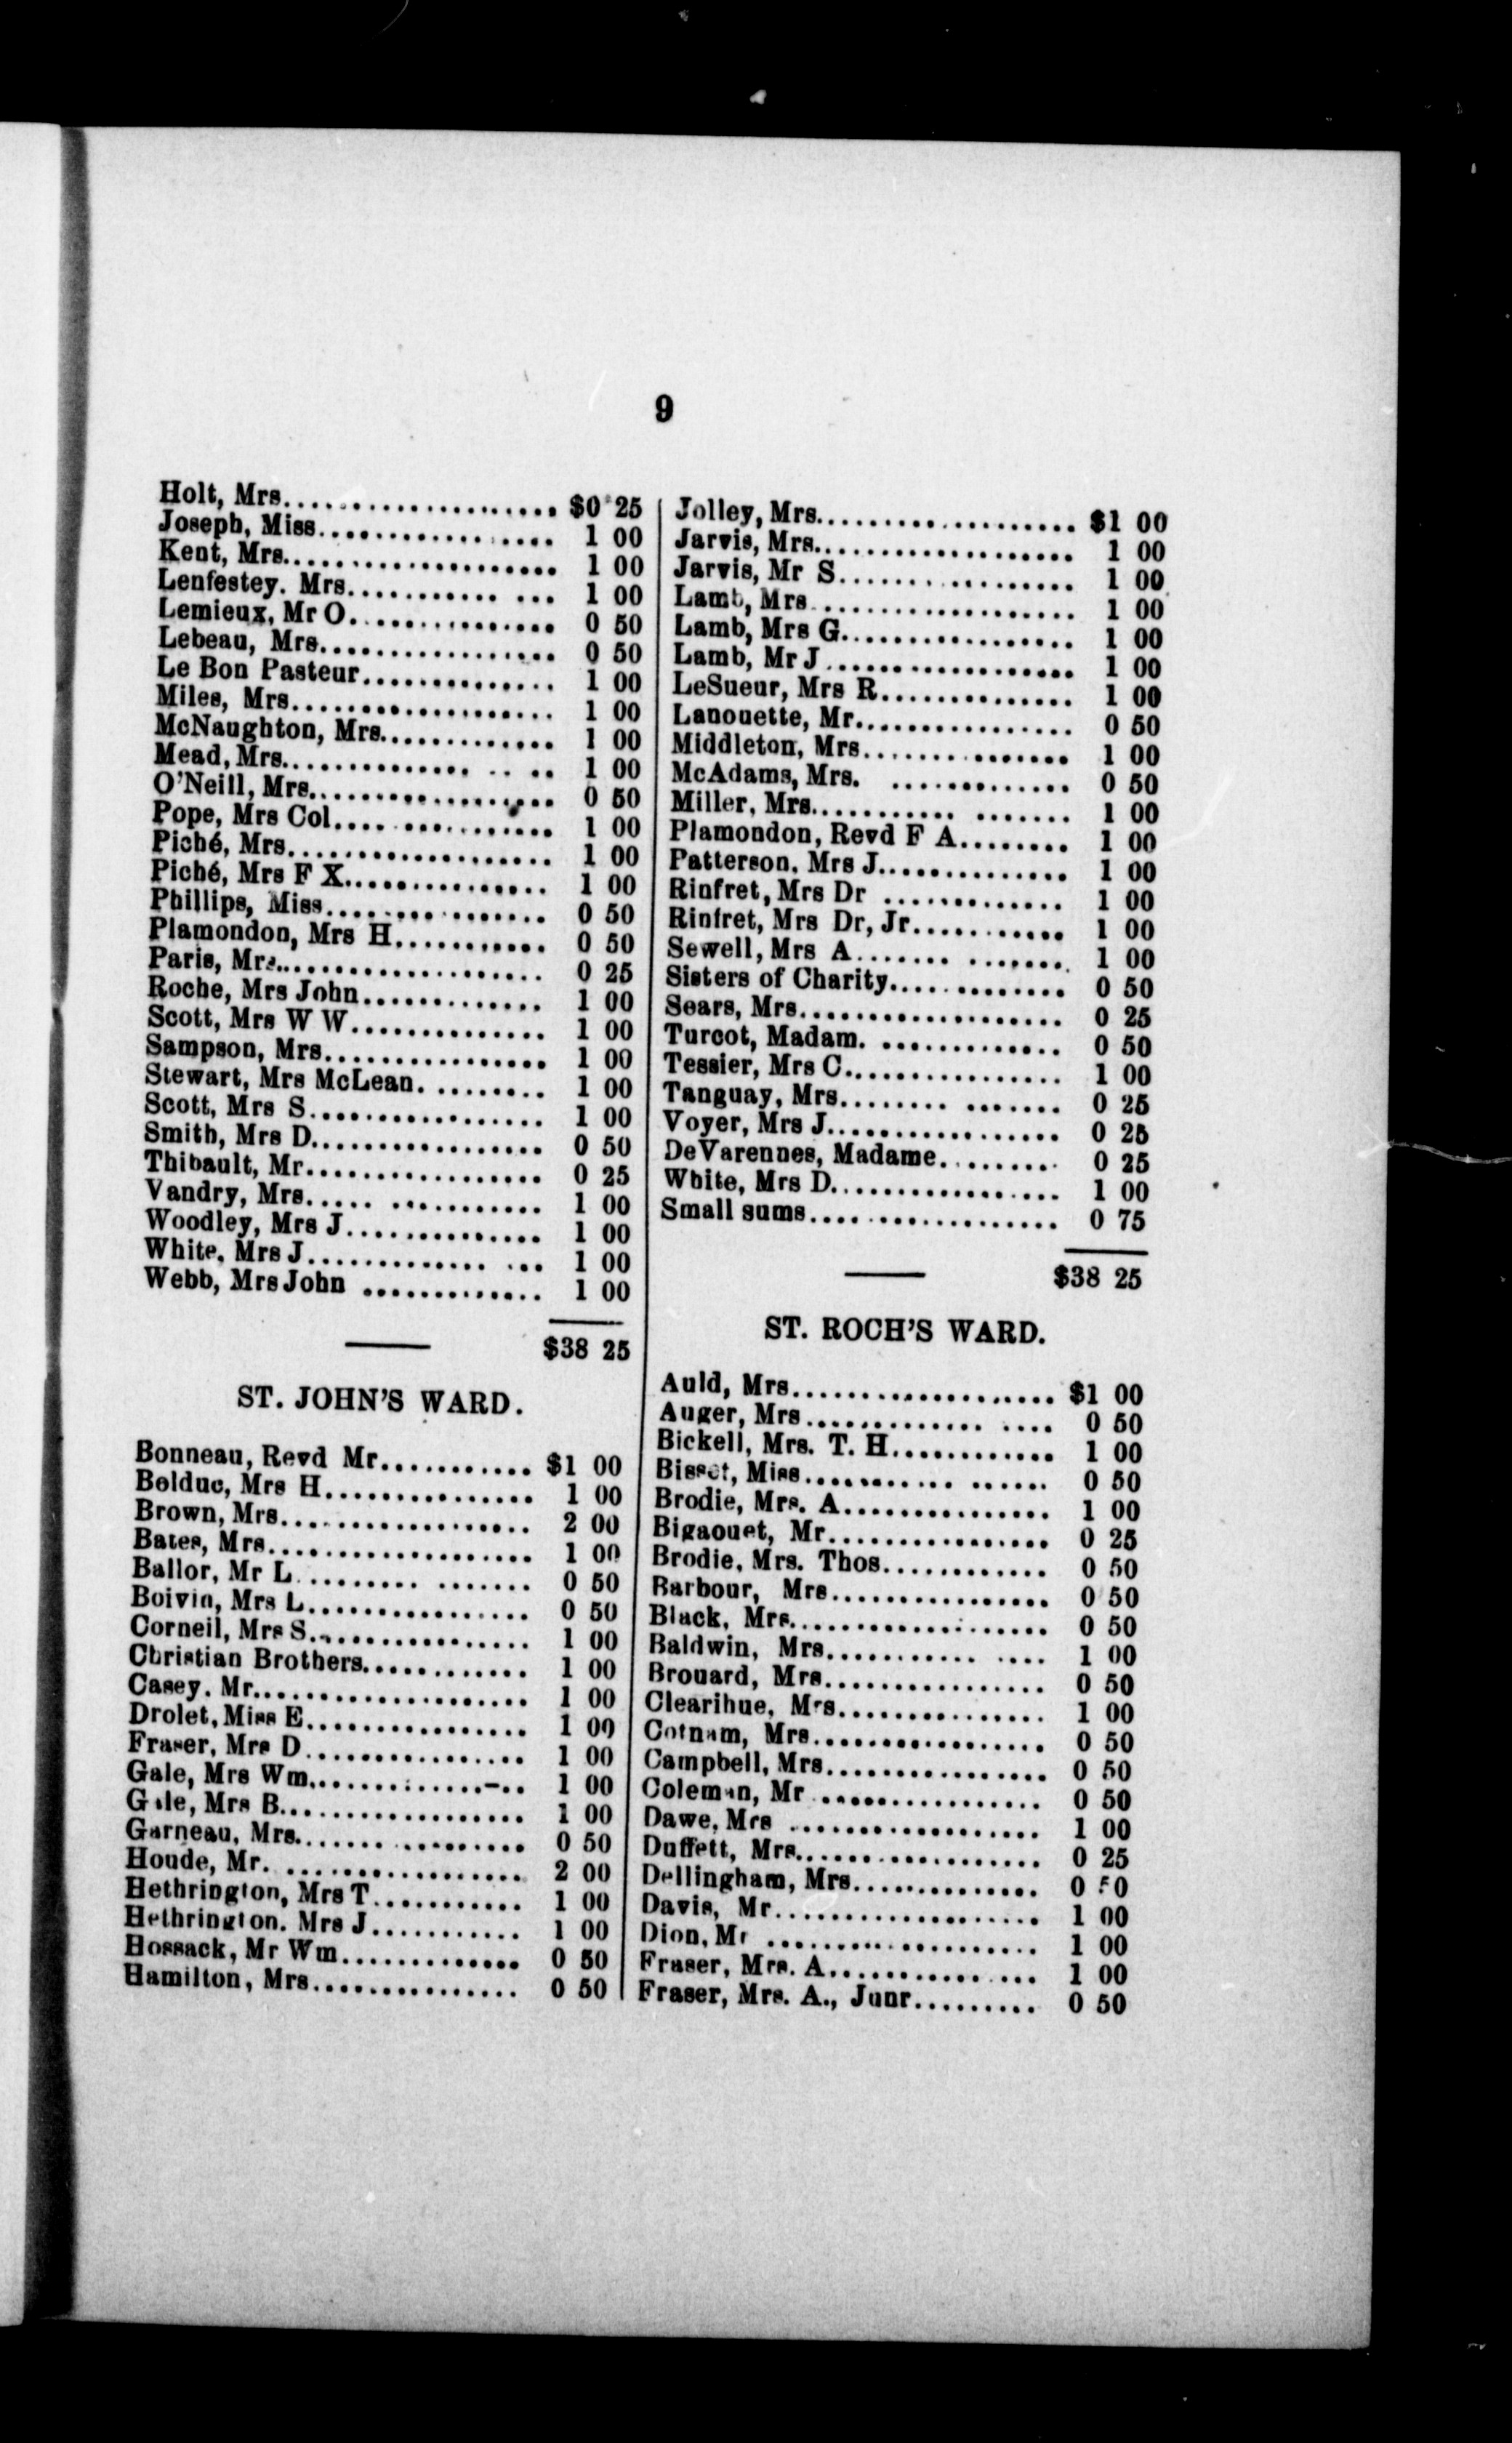 9
Holt, Mrs..................... $0 25
Joseph, Miss.................. 1 00
Kent, Mrs..................... 1 00
Lenfestey. Mrs........... ... 1 00
Lemieux, Mr O................ 0 50
Lebeau, Mrs.................. 0 50
Le Bon Pasteur.............. 1 00
Miles, Mrs.................... 1 00
McNaughton, Mrs............. 1 00
Mead, Mrs.............. .. .. 1 00
O'Neill, Mrs.................. 0 50
Pope, Mrs Col................ 1 00
Piché, Mrs.................... 1 00
Piché, Mrs F X............... 1 00
Phillips, Miss................ 0 50
Plamondon, Mrs H........... 0 50
Paris, Mrs.................... 0 25
Roche, Mrs John............. 1 00
Scott, Mrs W W.............. 1 00
Sampson, Mrs................ 1 00
Stewart, Mrs McLean. ........ 1 00
Scott, Mrs S................. 1 00
Smith, Mrs D................. 0 50
Thibault, Mr................. 0 25
Vandry, Mrs..... ........... 1 00
Woodley, Mrs J.............. 1 00
White, Mrs J............. ... 1 00
Webb, Mrs John ............. 1 00
$38 25
ST. JOHN'S WARD.
Bonneau, Revd Mr........... $1 00
Bolduc, Mrs H............... 1 00
Brown, Mrs.................. 2 00
Bates, Mrs................... 1 00
Ballor, Mr L......... ....... 0 50
Boivin, Mrs L................ 0 50
Corneil, Mrs S............... 1 00
Christian Brothers............ 1 00
Casey. Mr.................... 1 00
Drolet, Miss E................ 1 00
Fraser, Mrs D................ 1 00
Gale, Mrs Wm................ 1 00
Gale, Mrs B.................. 1 00
Garneau, Mrs................ 0 50
Houde, Mr. ................. 2 00
Hethrington, Mrs T........... 1 00
Hethrington. Mrs J........... 1 00
Hossack, Mr Wm............. 0 50
Hamilton, Mrs............... 0 50
Jolley, Mrs................... $1 00
Jarvis, Mrs................... 1 00
Jarvis, Mr S................. 1 00
Lamb, Mrs................... 1 00
Lamb, Mrs G................ 1 00
Lamb, Mr J.................. 1 00
LeSueur, Mrs R.............. 1 00
Lanouette, Mr................ 0 50
Middleton, Mrs............... 1 00
McAdams, Mrs. ............. 0 50
Miller, Mrs........... ....... 1 00
Plamondon, Revd F A........ 1 00
Patterson. Mrs J.............. 1 00
Rinfret, Mrs Dr ............. 1 00
Rinfret, Mrs Dr, Jr........... 1 00
Sewell, Mrs A....... ....... 1 00
Sisters of Charity............. 0 50
Sears, Mrs................... 0 25
Turcot, Madam. ............. 0 50
Tessier, Mrs C................ 1 00
Tanguay, Mrs........ ....... 0 25
Voyer, Mrs J................. 0 25
DeVarennes, Madame........ 0 25
White, Mrs D................. 1 00
Small sums................... 0 75
$38 25
ST. ROCH'S WARD.
Auld, Mrs.................... $1 00
Auger, Mrs............. .... 0 50
Bickell, Mrs. T. H............ 1 00
Bisset, Miss........... ...... 0 50
Brodie, Mrs. A................ 1 00
Bigaouet, Mr................. 0 25
Brodie, Mrs. Thos............ 0 50
Barbour, Mrs................ 0 50
Black, Mrs................... 0 50
Baldwin, Mrs........... .... 1 00
Brouard, Mrs................ 0 50
Clearihue, Mrs............... 1 00
Cotnam, Mrs................. 0 50
Campbell, Mrs................ 0 50
Coleman, Mr................. 0 50
Dawe, Mrs .................. 1 00
Duffett, Mrs.................. 0 25
Dellingham, Mrs.............. 0 50
Davis, Mr.................... 1 00
Dion, Mr .................... 1 00
Fraser, Mrs. A............... 1 00
Fraser, Mrs. A., Junr......... 0 50